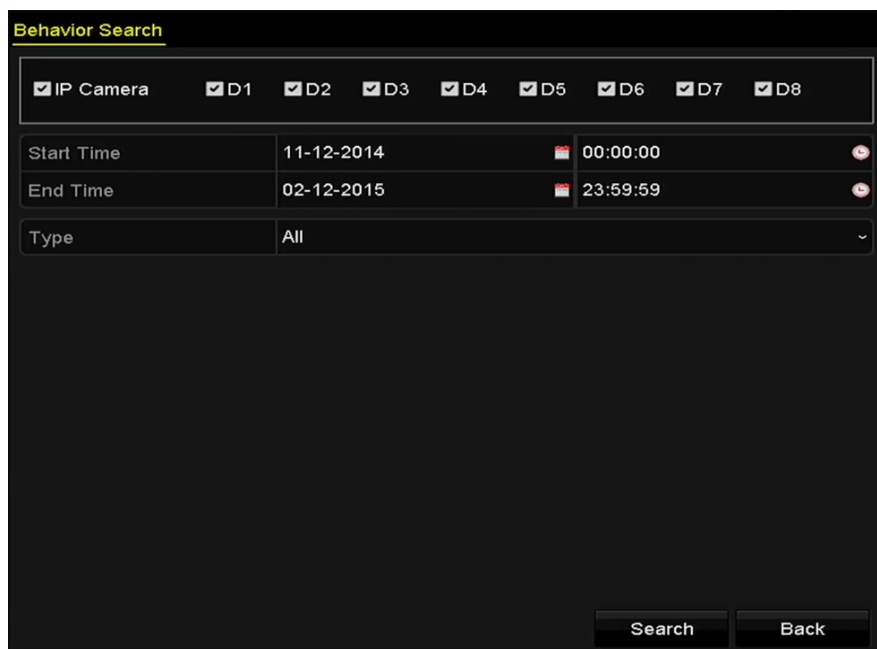 Behavior Search
IP Camera D1 D2 D3 D4 D5 D6 D7 D8
Start Time 11-12-2014 00:00:00
End Time 02-12-2015 23:59:59
Type All
Search Back